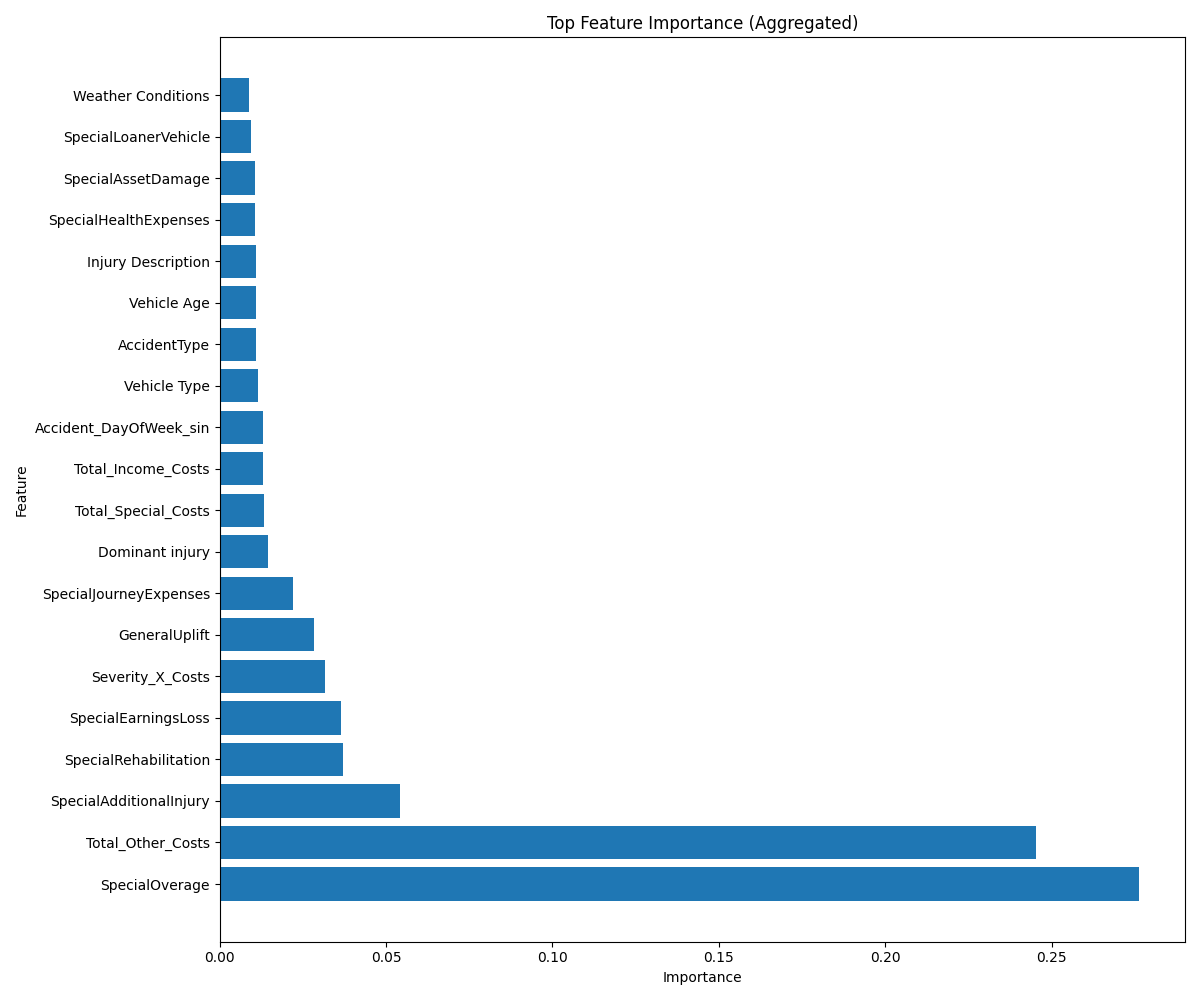 Top Feature Importance (Aggregated)
Weather Conditions
SpecialLoanerVehicle
SpecialAssetDamage
SpecialHealthExpenses
Injury Description
Vehicle Age
AccidentType
Vehicle Type
Accident_DayOfWeek_sin
Total_Income_Costs
Total_Special_Costs
Dominant injury
SpecialJourneyExpenses
GeneralUplift
Severity_X_Costs
SpecialEarningsLoss
SpecialRehabilitation
SpecialAdditionalInjury
Total_Other_Costs
SpecialOverage
Feature
0.00 0.05 0.10 0.15 0.20 0.25
Importance